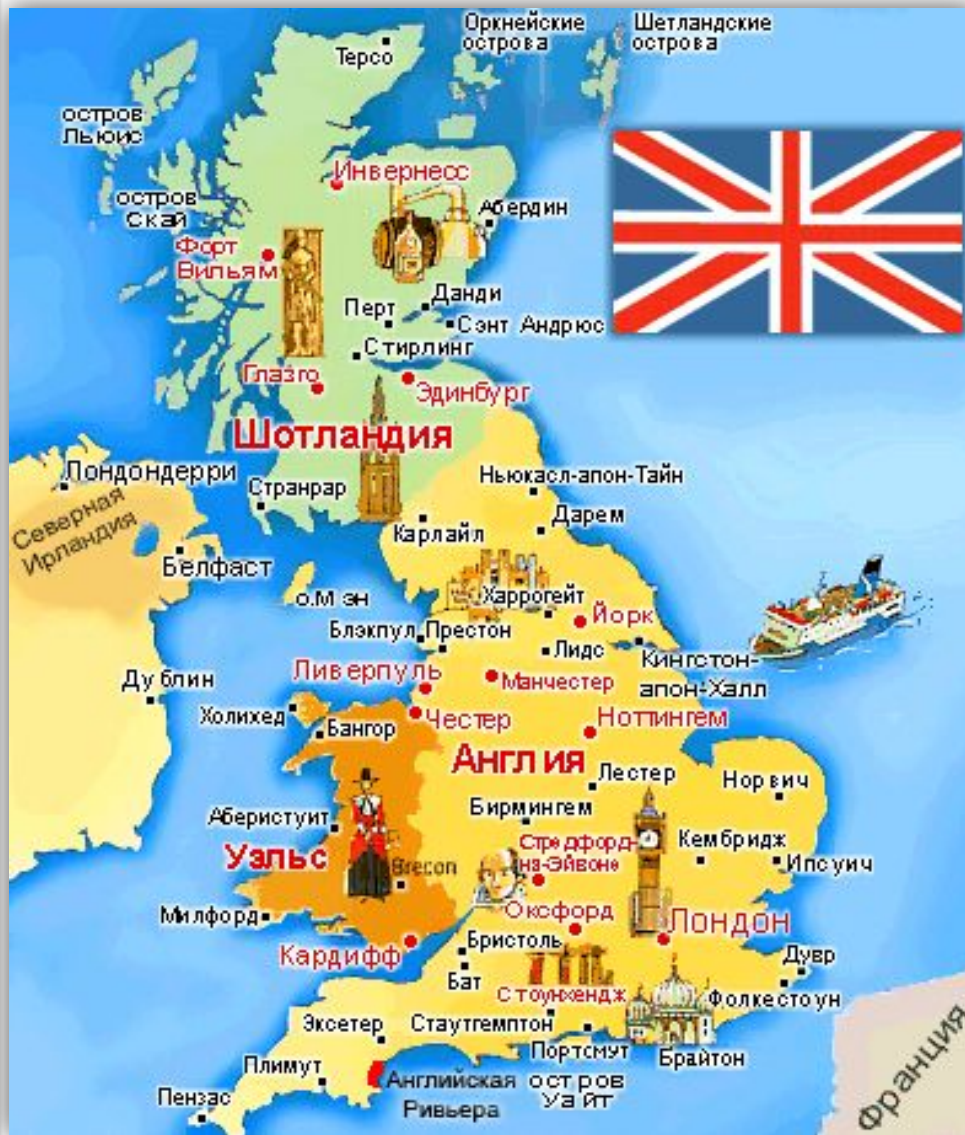 Оркнейские
острова
Шетландские
острова
Терсо
остров
Льюис
Инвернесс
остров
Скай
Абердин
Форт
Вильям
Данди
Перт
Сэнт Андрюс
Стирлинг
Глазго
Эдинбург
Шотландия
Лондондерри
Ньюкасл-апон-Тайн
Странрар
Северная
Ирландия
Дарем
Карлайл
Белфаст
о.Мэн
Харрогейт
Йорк
Блэкпул
Престон
Лидс
Кингстон-
апон-Халл
Ливерпуль
Манчестер
Дублин
Холихед
Честер
Ноттингем
Бангор
Англия
Лестер
Норвич
Бирмингем
Аберистуит
Стредфорд-
на-Эйвоне
Кембридж
Уэльс
Brecon
Ипсуич
Милфорд
Оксфорд
Лондон
Кардифф
Бристоль
Дувр
Бат
Стоунхендж
Фолкестоун
Эксетер
Стаутгемптон
Портсмут
Брайтон
Плимут
Английская
Ривьера
остров
Уайт
Пензас
Франция